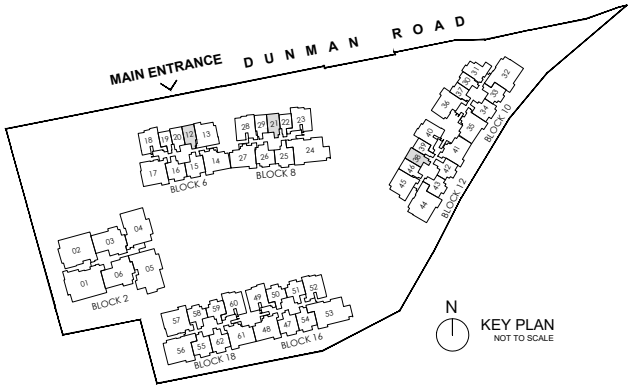 DUNMAN ROAD
MAIN ENTRANCE
18 19 20 12 13
17 16 15 14
BLOCK 6
28 29 21 22 23
27 26 25 24
BLOCK 8
31 32
30
37 33
36 34
35
BLOCK 10
40 39 41
38 42
46 43
45 44
BLOCK 12
02 03 04
01 06 05
BLOCK 2
57 58 59 60
56 55 62 61
BLOCK 18
49 50 51 52
48 47 54 53
BLOCK 16
N
KEY PLAN
NOT TO SCALE